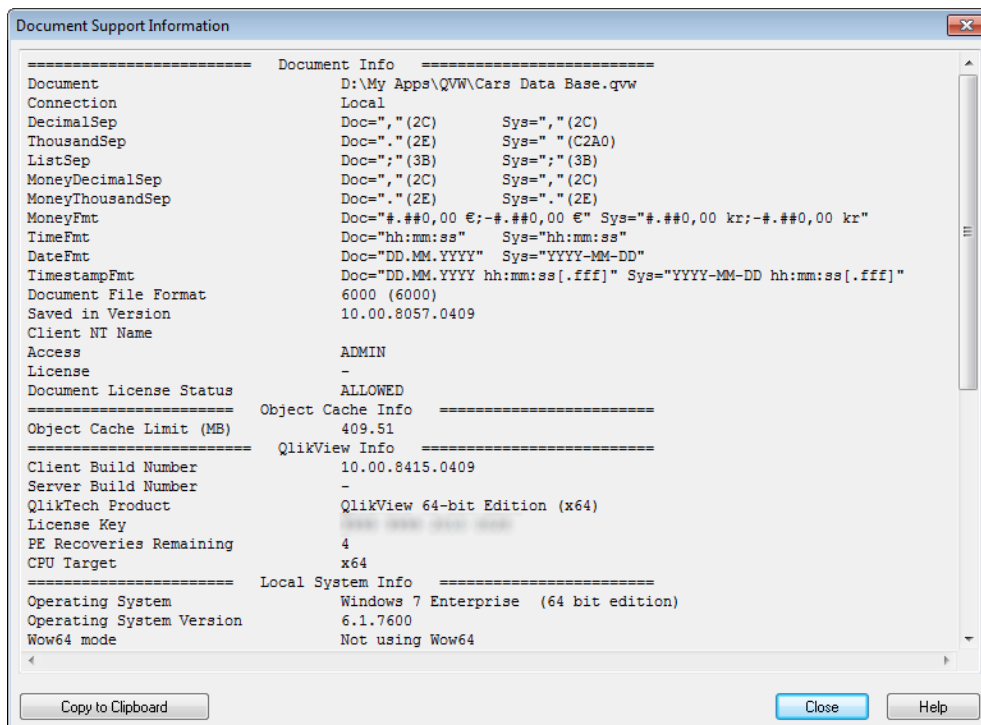 Document Support Information
========================= Document Info ==========================
Document D:\My Apps\QVW\Cars Data Base.qvw
Connection Local
DecimalSep Doc=","(2C) Sys=","(2C)
ThousandSep Doc="."(2E) Sys=" "(C2A0)
ListSep Doc=";"(3B) Sys=";"(3B)
MoneyDecimalSep Doc=","(2C) Sys=","(2C)
MoneyThousandSep Doc="."(2E) Sys="."(2E)
MoneyFmt Doc="#.##0,00 €;-#.##0,00 €" Sys="#.##0,00 kr;-#.##0,00 kr"
TimeFmt Doc="hh:mm:ss" Sys="hh:mm:ss"
DateFmt Doc="DD.MM.YYYY" Sys="YYYY-MM-DD"
TimestampFmt Doc="DD.MM.YYYY hh:mm:ss[.fff]" Sys="YYYY-MM-DD hh:mm:ss[.fff]"
Document File Format 6000 (6000)
Saved in Version 10.00.8057.0409
Client NT Name
Access ADMIN
License -
Document License Status ALLOWED
======================= Object Cache Info ========================
Object Cache Limit (MB) 409.51
========================= QlikView Info ==========================
Client Build Number 10.00.8415.0409
Server Build Number -
QlikTech Product QlikView 64-bit Edition (x64)
License Key
PE Recoveries Remaining 4
CPU Target x64
======================= Local System Info ========================
Operating System Windows 7 Enterprise (64 bit edition)
Operating System Version 6.1.7600
Wow64 mode Not using Wow64
Copy to Clipboard Close Help